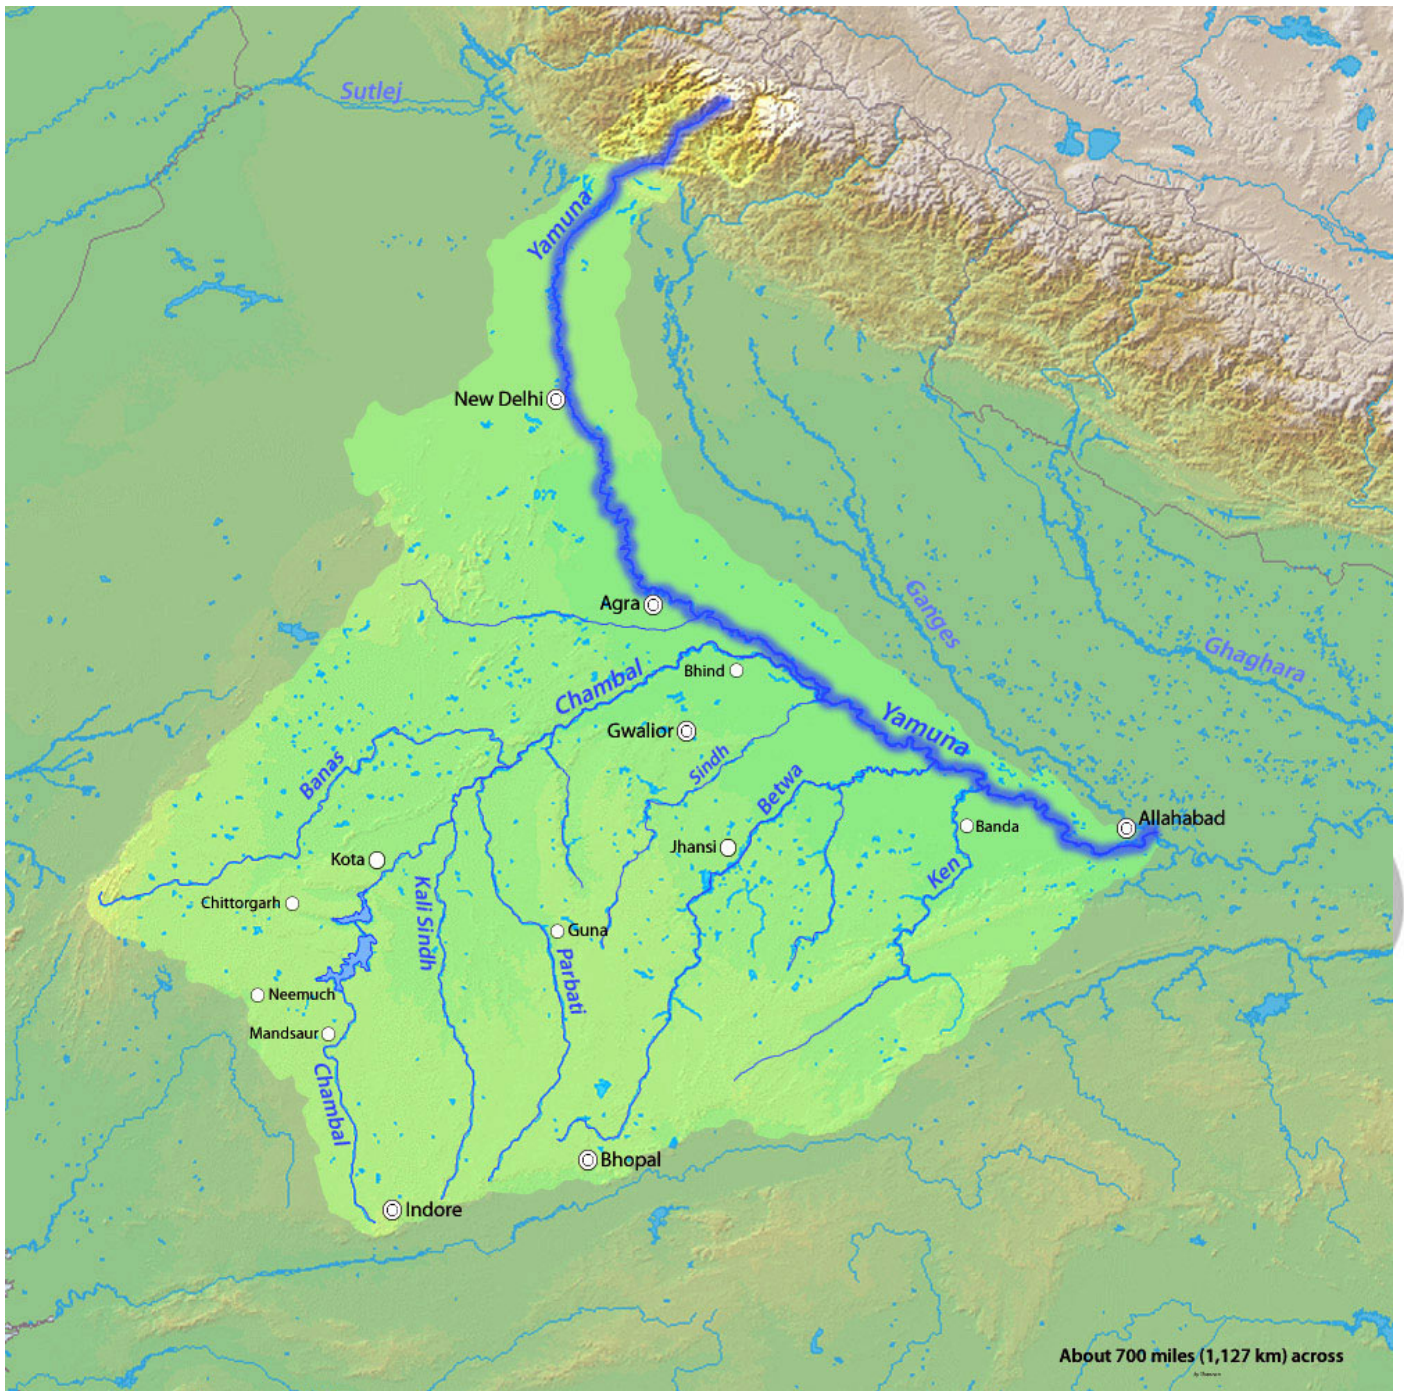 Sutlej
Yamuna
New Delhi
Agra
Ganges
Ghaghara
Bhind
Chambal
Gwalior
Yamuna
Sindh
Banas
Betwa
Allahabad
Banda
Jhansi
Kota
Ken
Kali Sindh
Chittorgarh
Guna
Parbati
Neemuch
Mandsaur
Chambal
Bhopal
Indore
About 700 miles (1,127 km) across